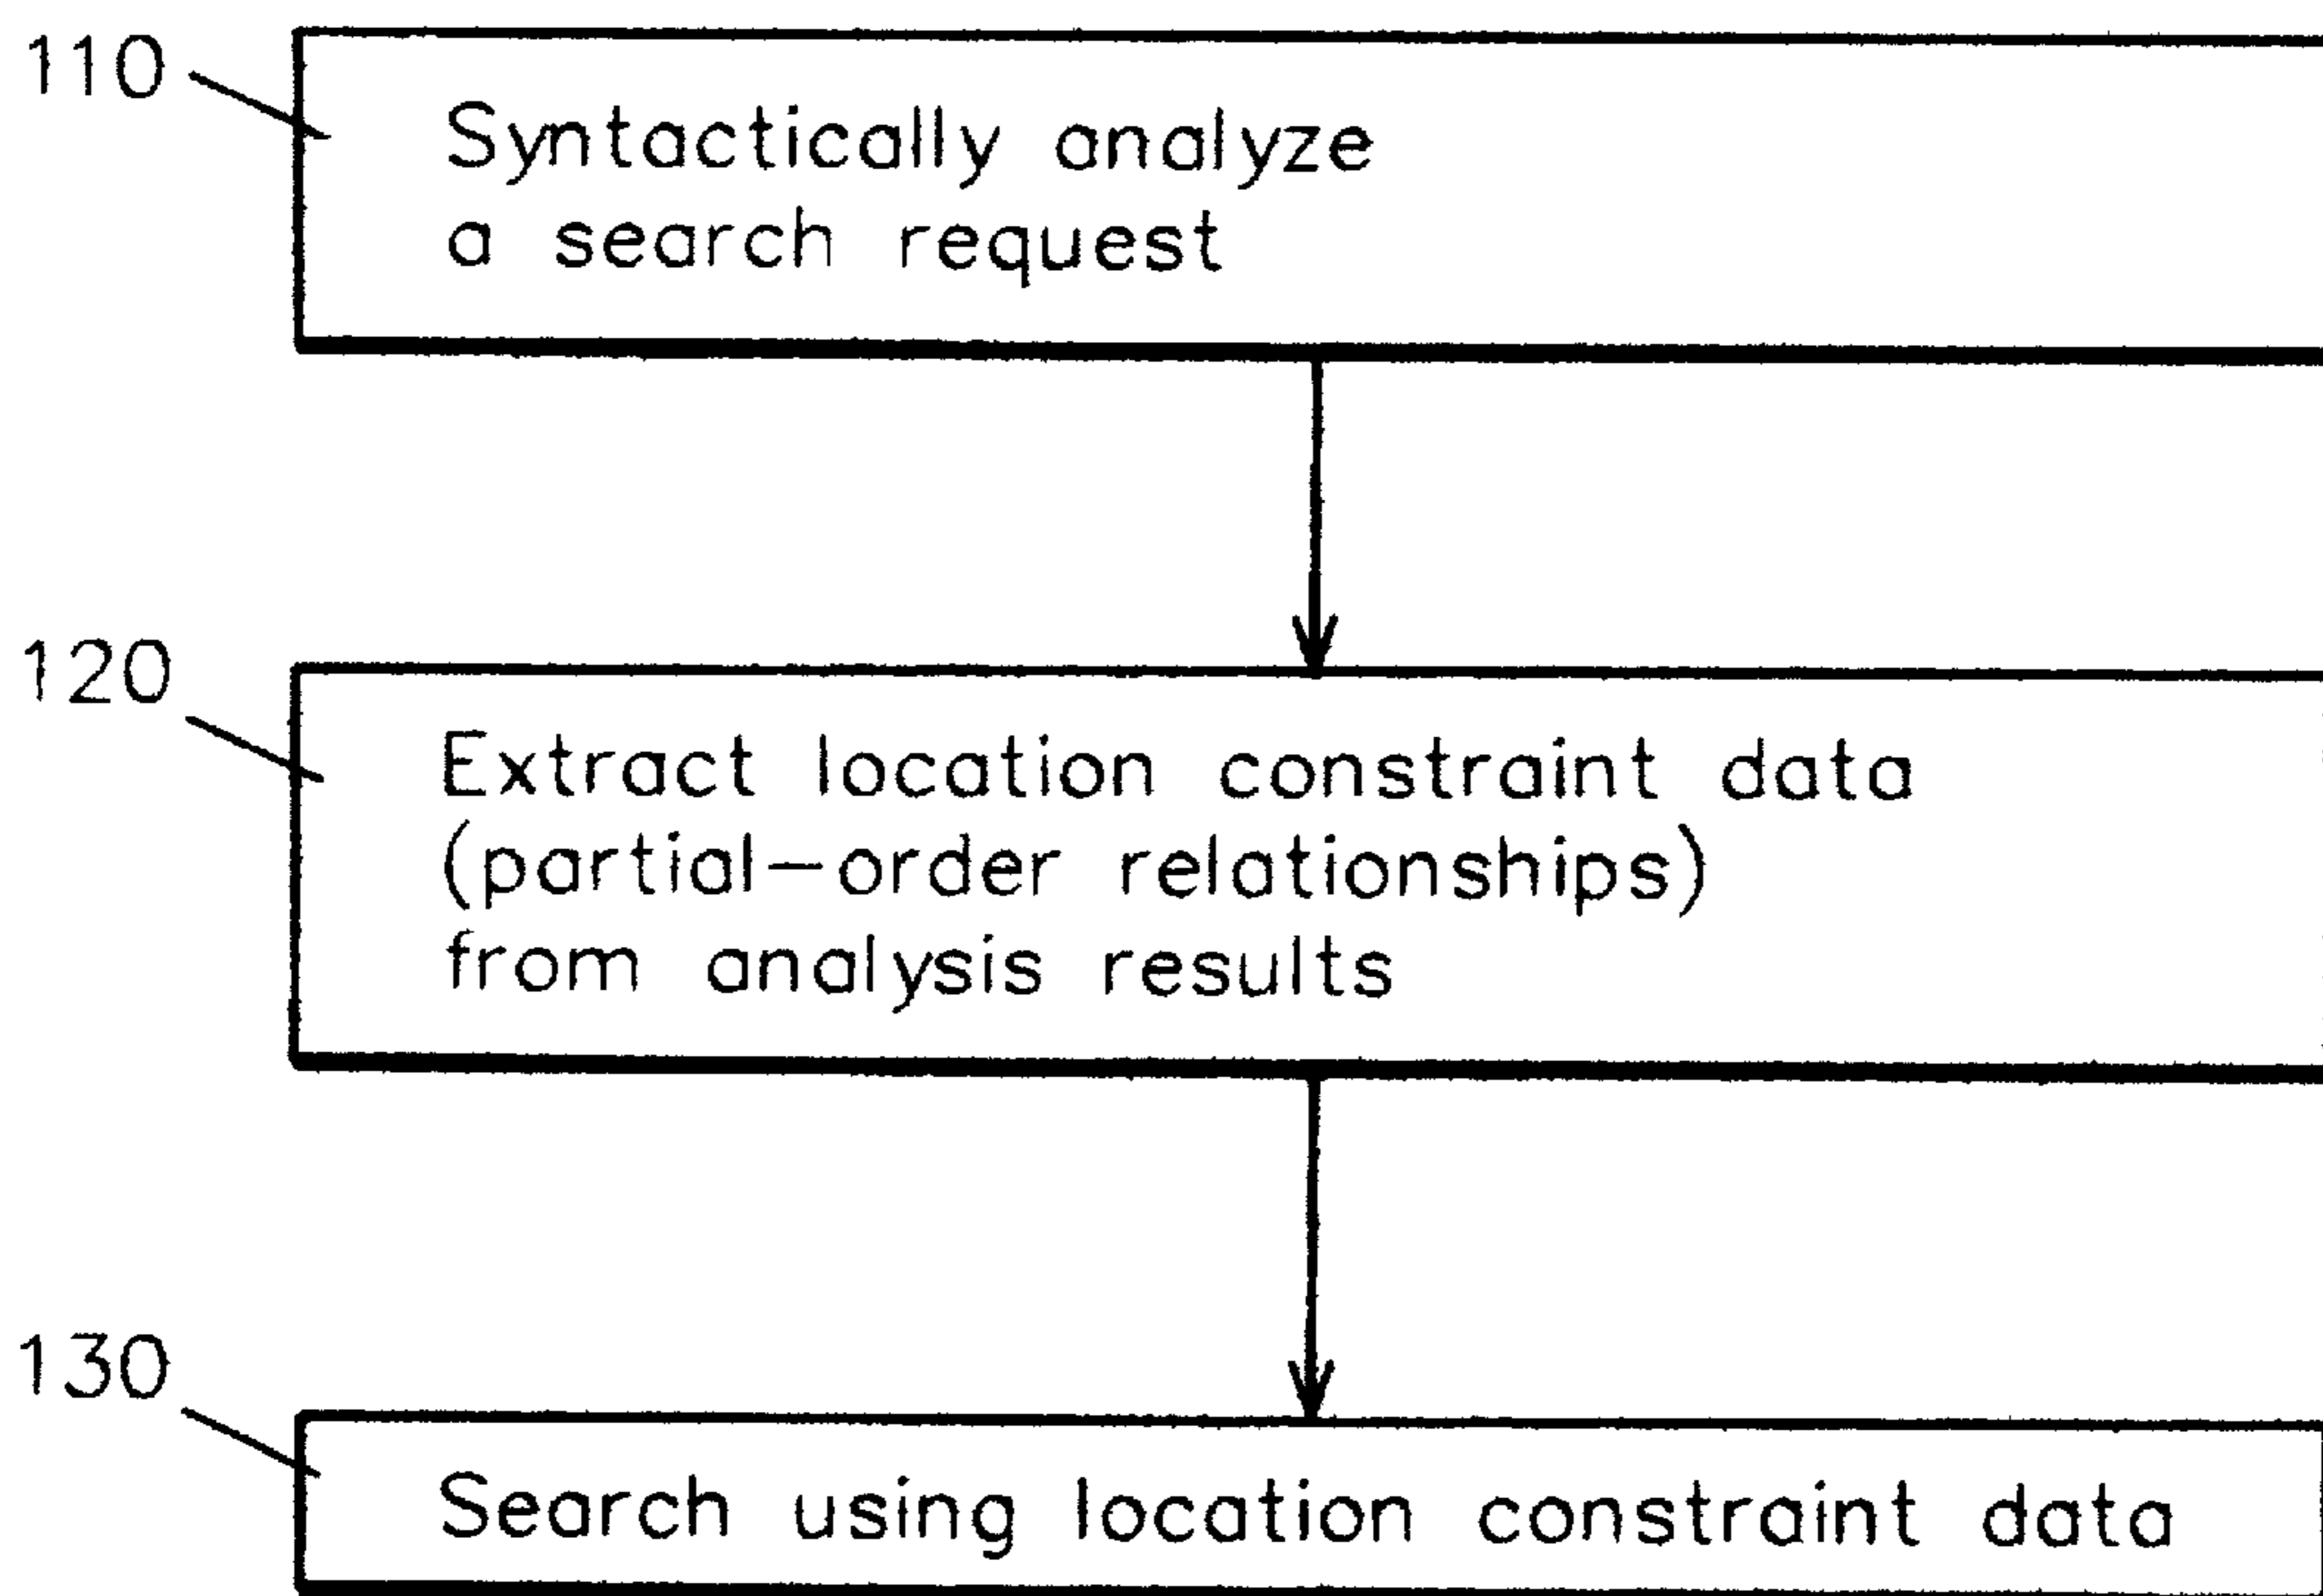 110
Syntactically analyze
a search request
120
Extract location constraint data
(partial-order relationships)
from analysis results
130
Search using location constraint data